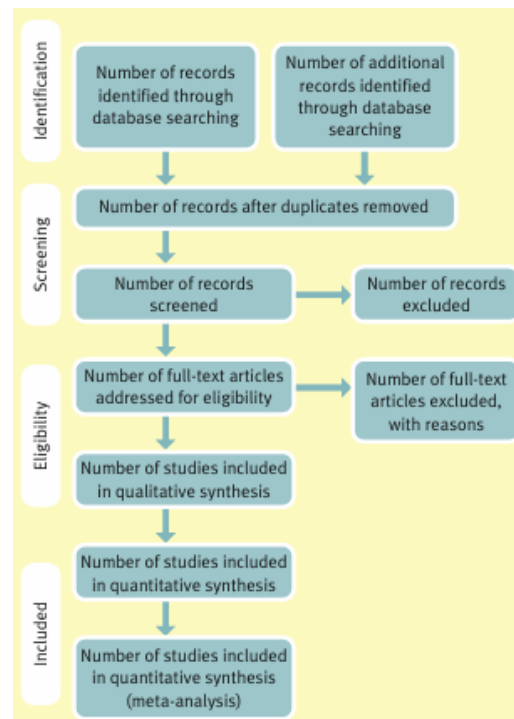 Identification
Number of records
identified through
database searching
Number of additional
records identified
through database
searching
Screening
Number of records after duplicates removed
Number of records
screened
Number of records
excluded
Eligibility
Number of full-text articles
addressed for eligibility
Number of full-text
articles excluded,
with reasons
Number of studies included
in qualitative synthesis
Included
Number of studies included
in quantitative synthesis
Number of studies included
in quantitative synthesis
(meta-analysis)